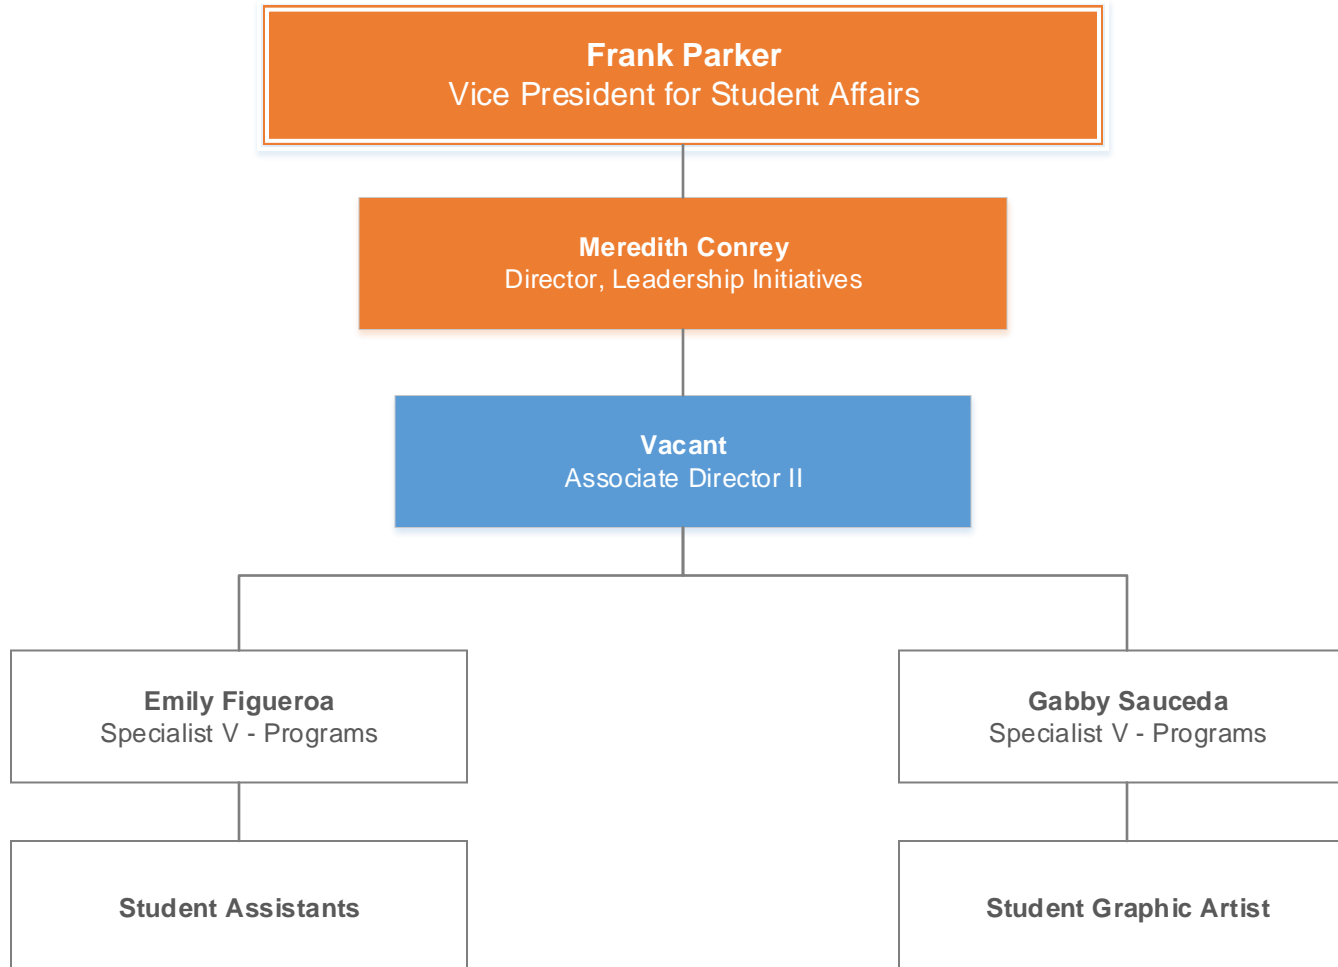 Frank Parker
Vice President for Student Affairs
Meredith Conrey
Director, Leadership Initiatives
Vacant
Associate Director II
Emily Figueroa
Specialist V - Programs
Gabby Sauceda
Specialist V - Programs
Student Assistants
Student Graphic Artist